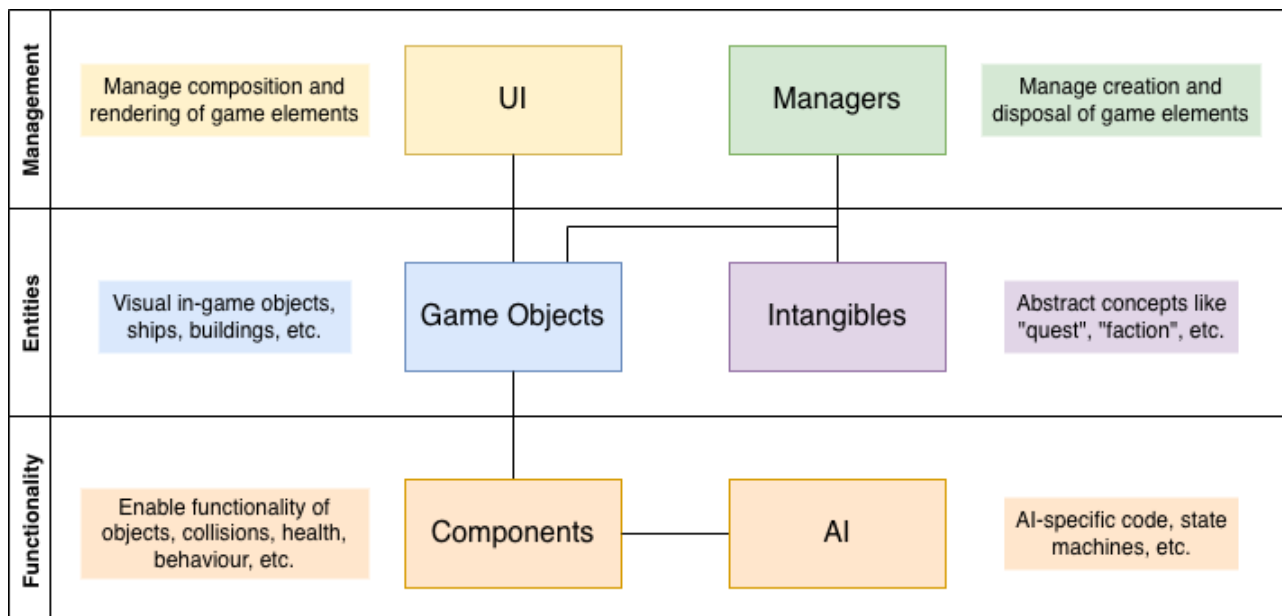 Management
Manage composition and
rendering of game elements
UI
Managers
Manage creation and
disposal of game elements
Entities
Visual in-game objects,
ships, buildings, etc.
Game Objects
Intangibles
Abstract concepts like
"quest", "faction", etc.
Functionality
Enable functionality of
objects, collisions, health,
behaviour, etc.
Components
AI
AI-specific code, state
machines, etc.